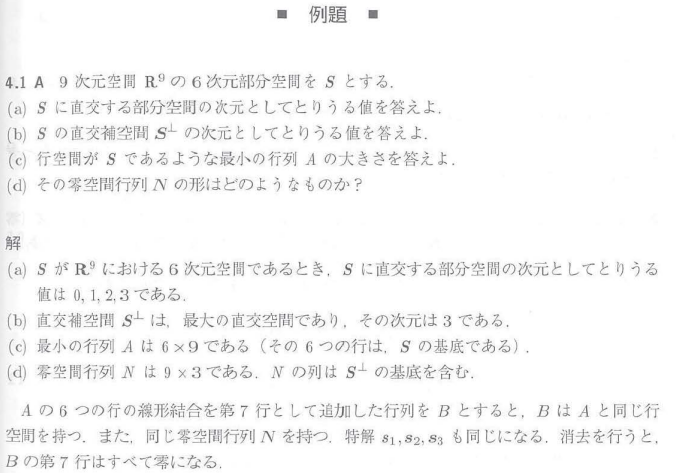 ■ 例題 ■
4.1 A 9 次元空間 R⁹ の 6 次元部分空間を S とする.
(a) S に直交する部分空間の次元としてとりうる値を答えよ.
(b) S の直交補空間 S⊥ の次元としてとりうる値を答えよ.
(c) 行空間が S であるような最小の行列 A の大きさを答えよ.
(d) その零空間行列 N の形はどのようなものか?
解
(a) S が R⁹ における 6 次元空間であるとき, S に直交する部分空間の次元としてとりうる
値は 0, 1, 2, 3 である.
(b) 直交補空間 S⊥ は, 最大の直交空間であり, その次元は 3 である.
(c) 最小の行列 A は 6×9 である(その 6 つの行は, S の基底である).
(d) 零空間行列 N は 9×3 である. N の列は S⊥ の基底を含む.
A の 6 つの行の線形結合を第 7 行として追加した行列を B とすると, B は A と同じ行
空間を持つ. また, 同じ零空間行列 N を持つ. 特解 s₁, s₂, s₃ も同じになる. 消去を行うと,
B の第 7 行はすべて零になる.